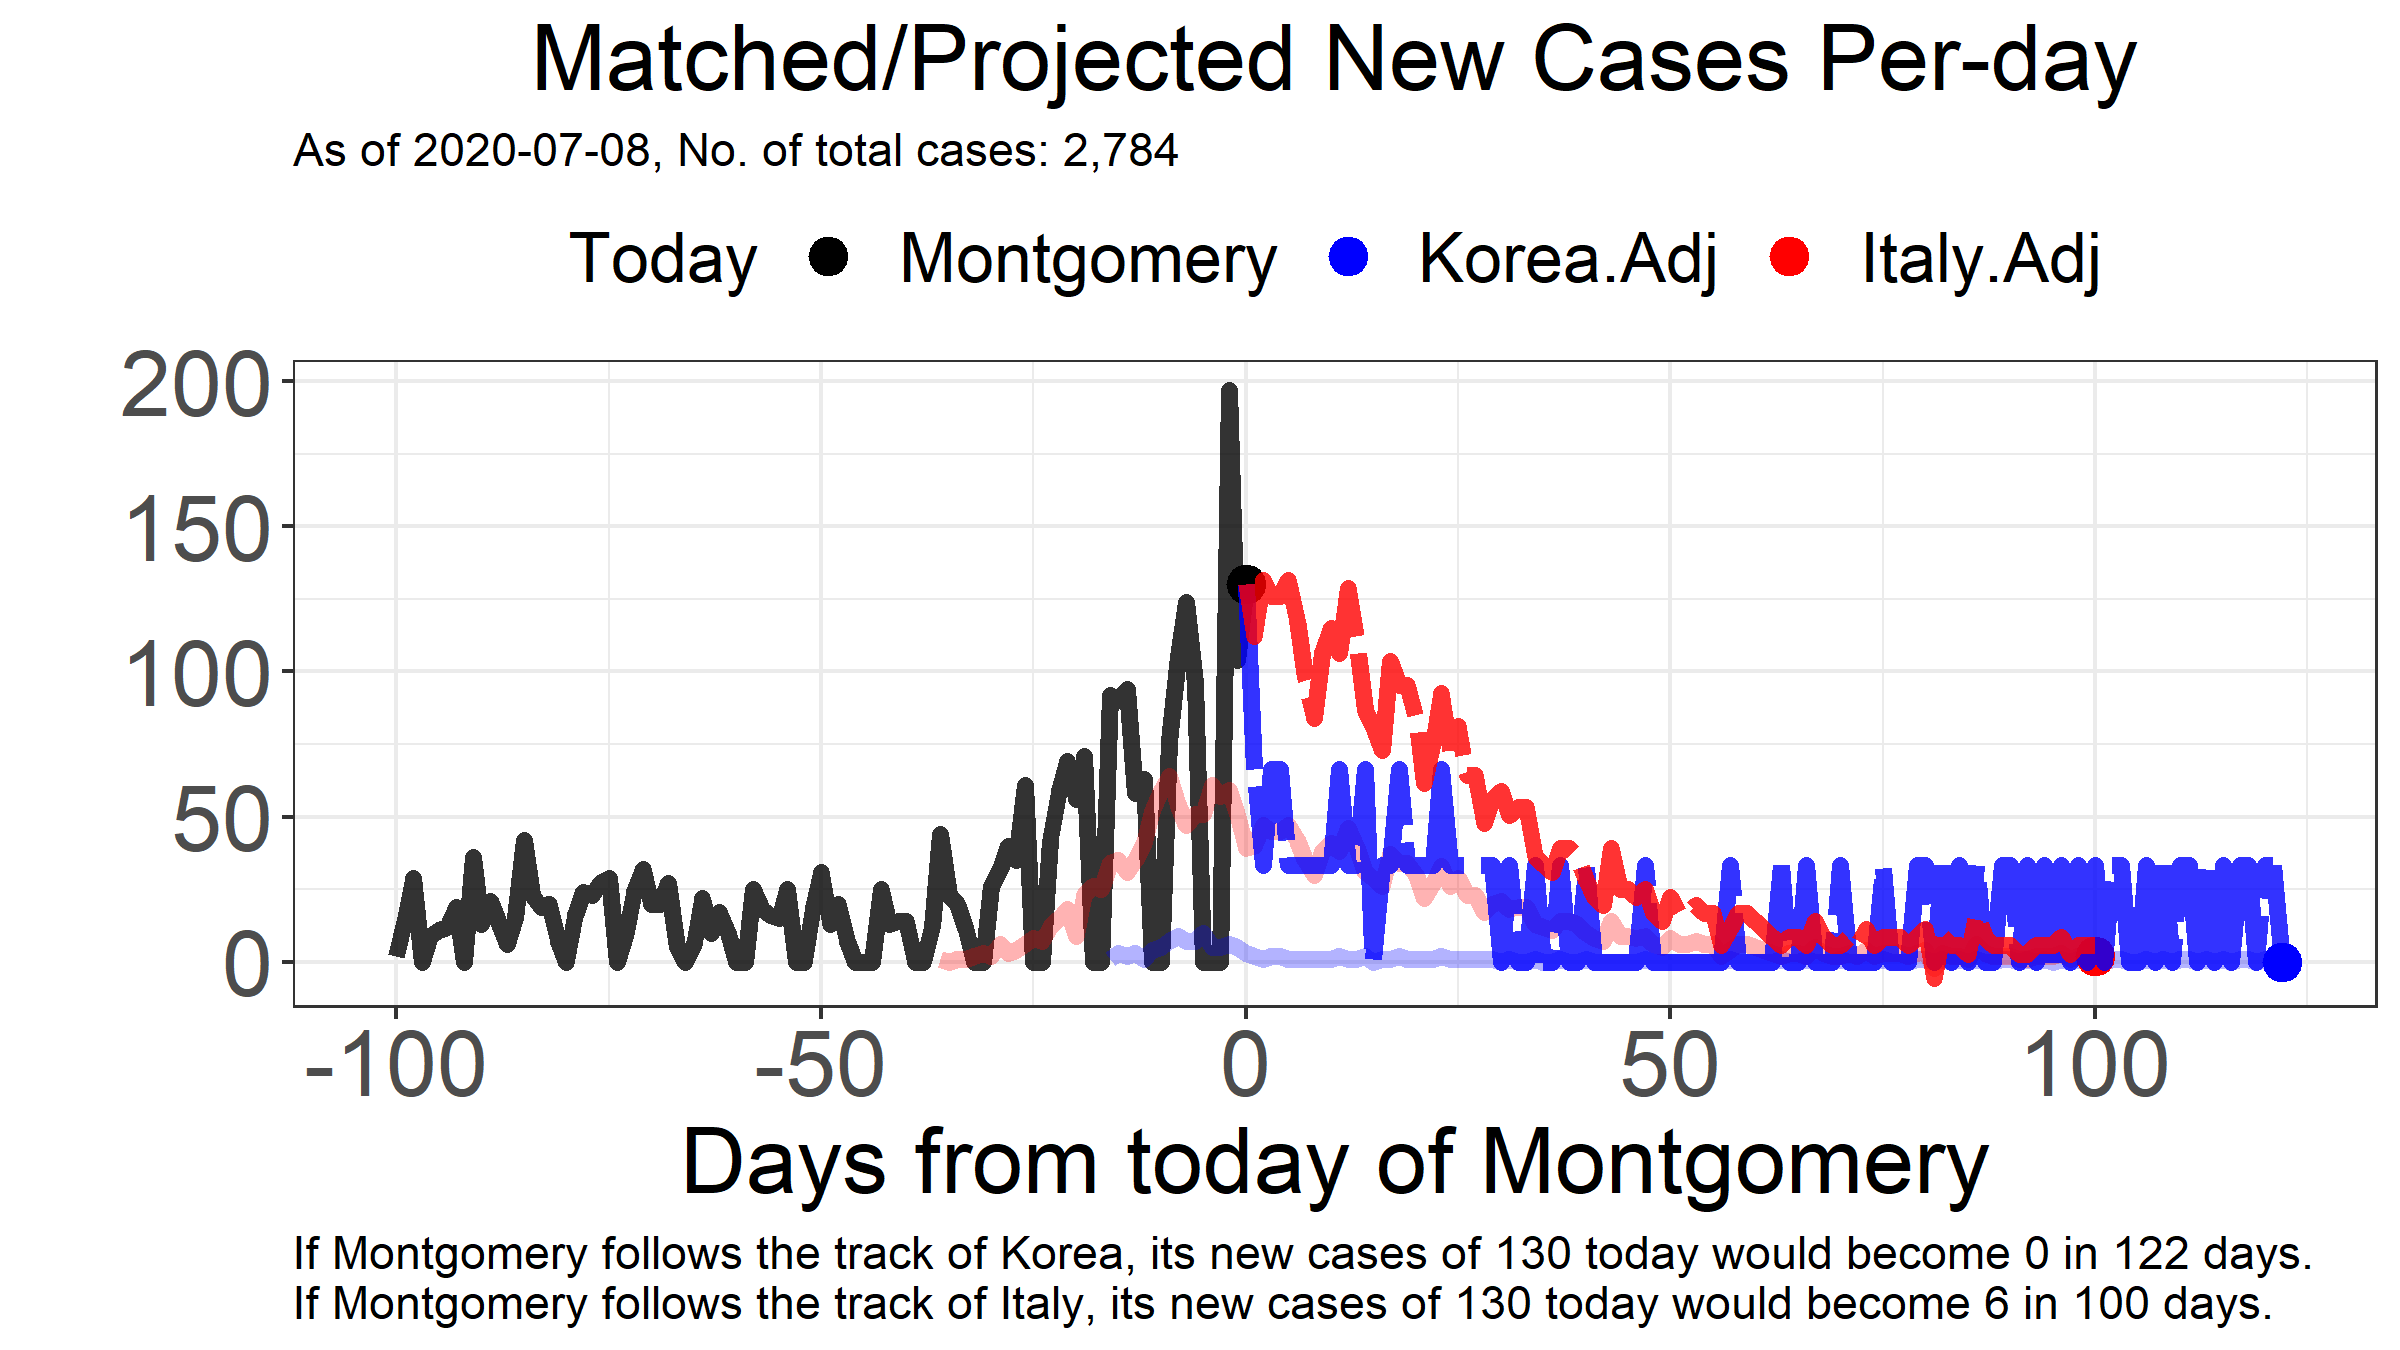 Matched/Projected New Cases Per-day
As of 2020-07-08, No. of total cases: 2,784
Today Montgomery Korea.Adj Italy.Adj
200
150
100
50
0
-100 -50 0 50 100
Days from today of Montgomery
If Montgomery follows the track of Korea, its new cases of 130 today would become 0 in 122 days.
If Montgomery follows the track of Italy, its new cases of 130 today would become 6 in 100 days.